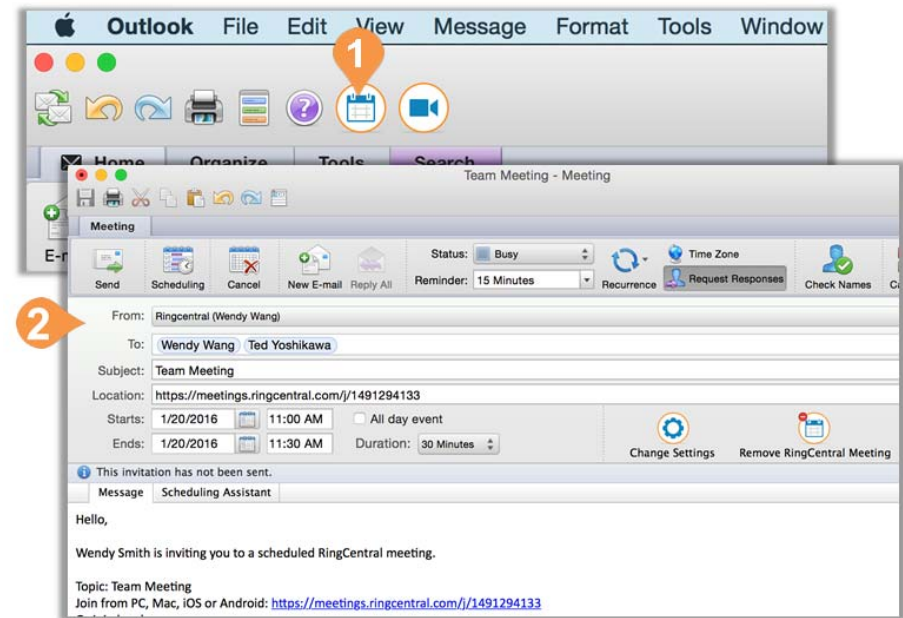 Outlook File Edit View Message Format Tools Window
1
Home Organize Tools Search
Team Meeting - Meeting
Meeting
Send Scheduling Cancel New E-mail Reply All
Status: Busy
Reminder: 15 Minutes
Recurrence
Time Zone
Request Responses
Check Names
2
From: Ringcentral (Wendy Wang)
To: Wendy Wang Ted Yoshikawa
Subject: Team Meeting
Location: https://meetings.ringcentral.com/j/1491294133
Starts: 1/20/2016 11:00 AM All day event
Ends: 1/20/2016 11:30 AM Duration: 30 Minutes
Change Settings Remove RingCentral Meeting
This invitation has not been sent.
Message Scheduling Assistant
Hello,
Wendy Smith is inviting you to a scheduled RingCentral meeting.
Topic: Team Meeting
Join from PC, Mac, iOS or Android: https://meetings.ringcentral.com/j/1491294133